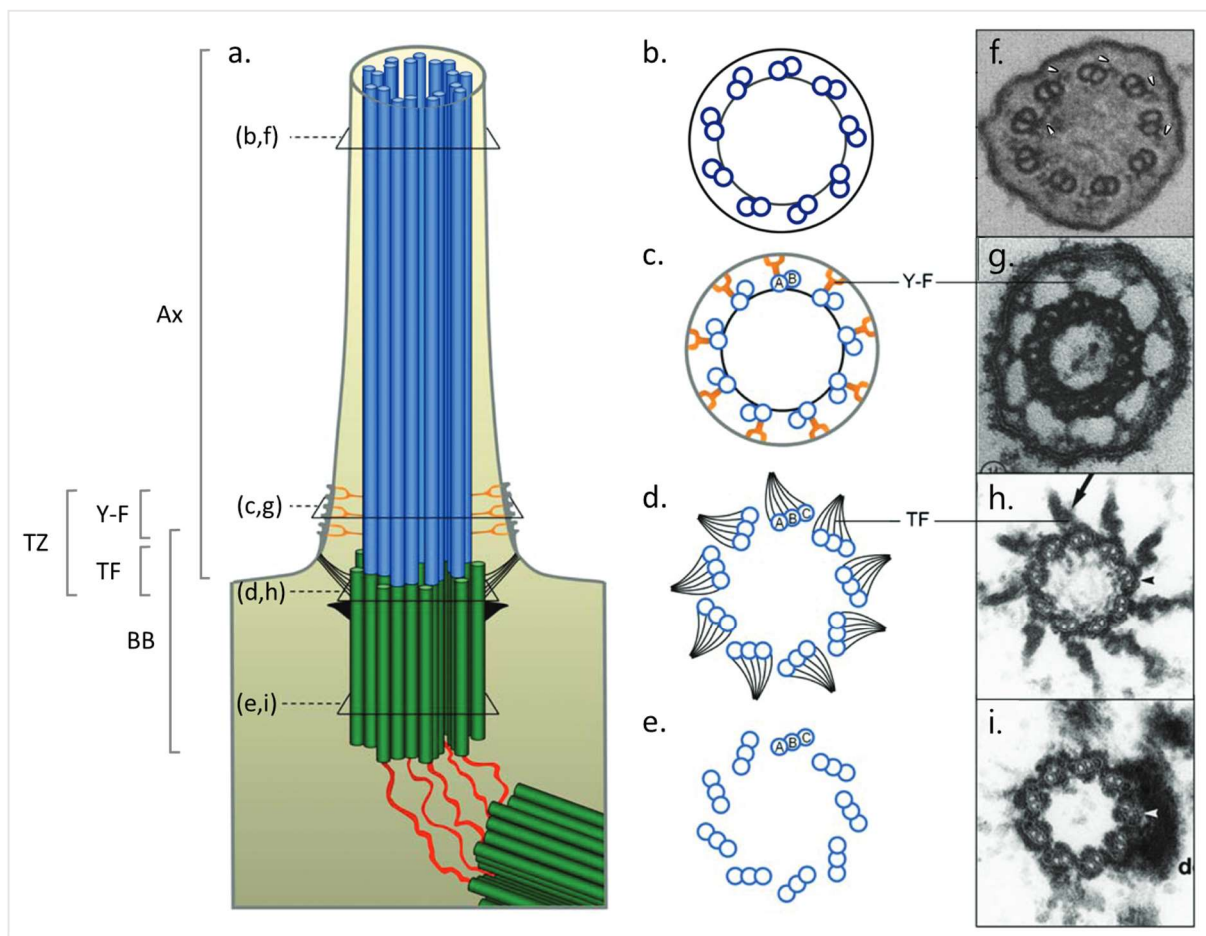 a.
(b,f)
(c,g)
(d,h)
(e,i)
Ax
TZ
Y-F
TF
BB
b.
c.
A B
Y-F
d.
A B C
TF
e.
A B C
f.
g.
h.
i.
d